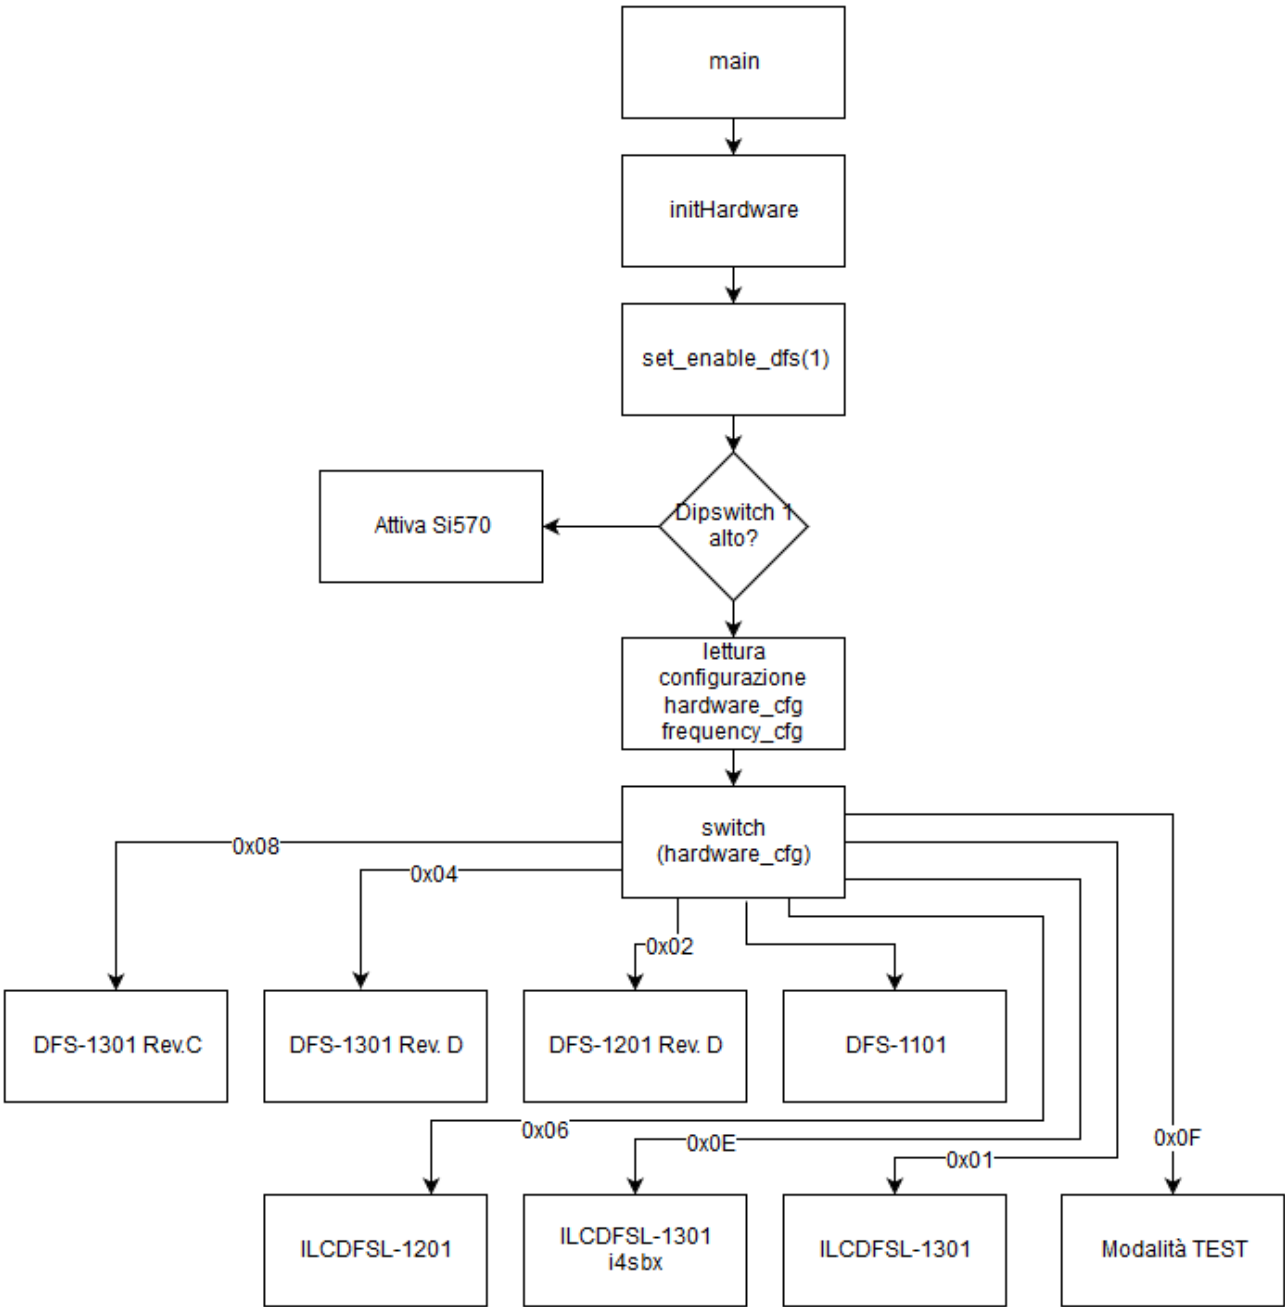 main
initHardware
set_enable_dfs(1)
Dipswitch 1
alto?
Attiva Si570
lettura
configurazione
hardware_cfg
frequency_cfg
switch
(hardware_cfg)
0x08
0x04
0x02
DFS-1301 Rev.C
DFS-1301 Rev. D
DFS-1201 Rev. D
DFS-1101
0x06
0x0E
0x01
0x0F
ILCDFSL-1201
ILCDFSL-1301
i4sbx
ILCDFSL-1301
Modalità TEST